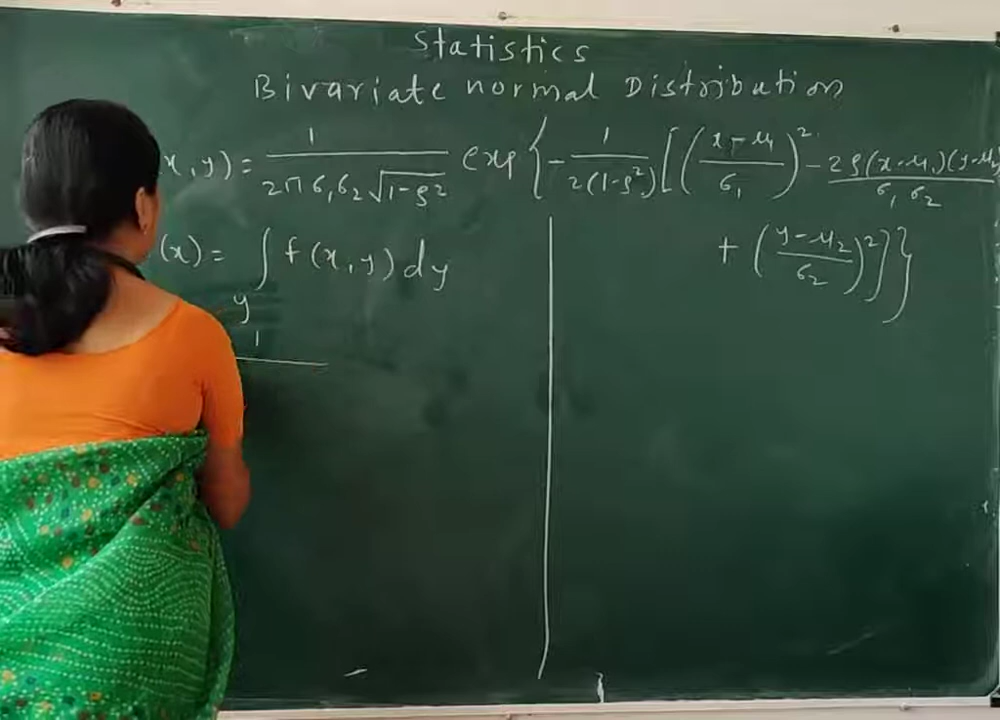 Statistics
Bivariate normal Distribution
x,y) = 1 / 2π σ₁σ₂ √1-ρ² exp { - 1 / 2(1-ρ²) [ ( x-μ₁ / σ₁ )² - 2ρ(x-μ₁)(y-μ₂) / σ₁σ₂
+ ( y-μ₂ / σ₂ )² ] }
(x) = ∫y f(x,y) dy
1